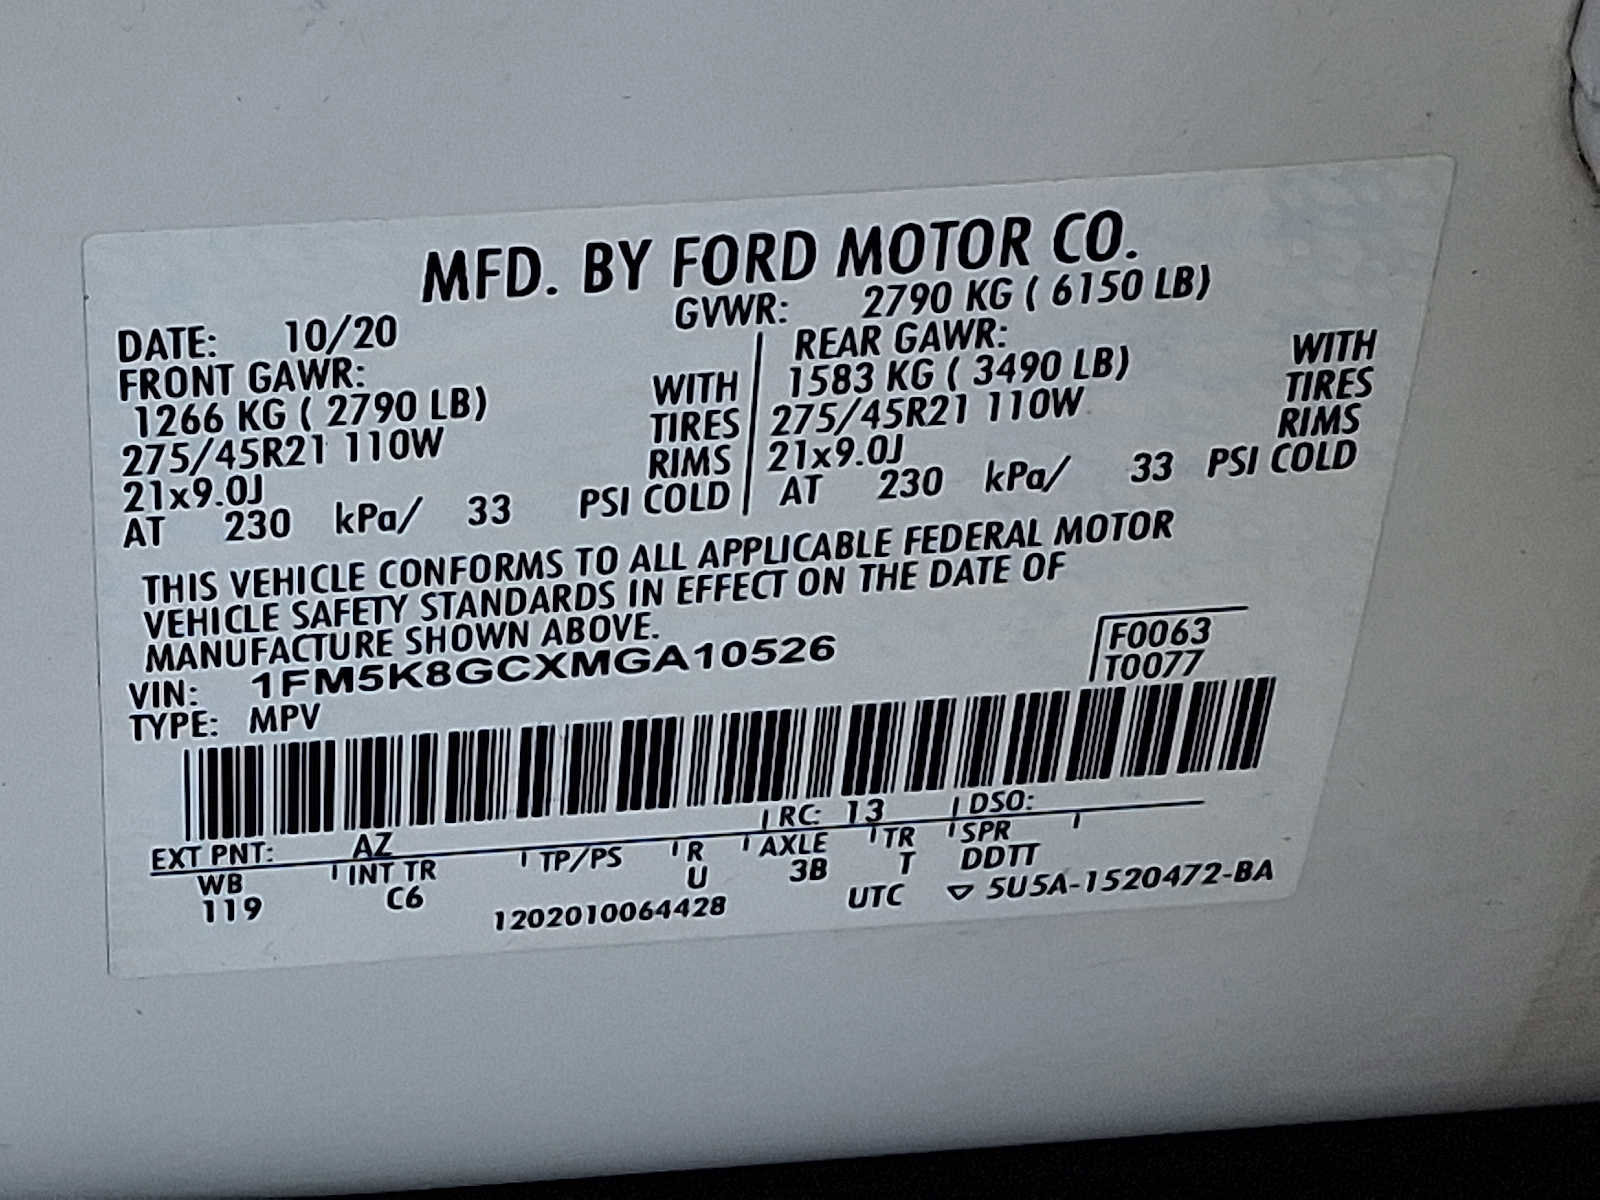 MFD. BY FORD MOTOR CO.
DATE: 10/20 GVWR: 2790 KG ( 6150 LB)
FRONT GAWR: REAR GAWR:
1266 KG ( 2790 LB) WITH 1583 KG ( 3490 LB) WITH
275/45R21 110W TIRES 275/45R21 110W TIRES
21x9.0J RIMS 21x9.0J RIMS
AT 230 kPa/ 33 PSI COLD AT 230 kPa/ 33 PSI COLD
THIS VEHICLE CONFORMS TO ALL APPLICABLE FEDERAL MOTOR
VEHICLE SAFETY STANDARDS IN EFFECT ON THE DATE OF
MANUFACTURE SHOWN ABOVE.
VIN: 1FM5K8GCXMGA10526 F0063
TYPE: MPV T0077
EXT PNT: AZ RC: 13 DSO:
WB INT TR TP/PS R AXLE TR SPR
119 C6 U 3B T DDTT
1202010064428 UTC ▽ 5U5A-1520472-BA